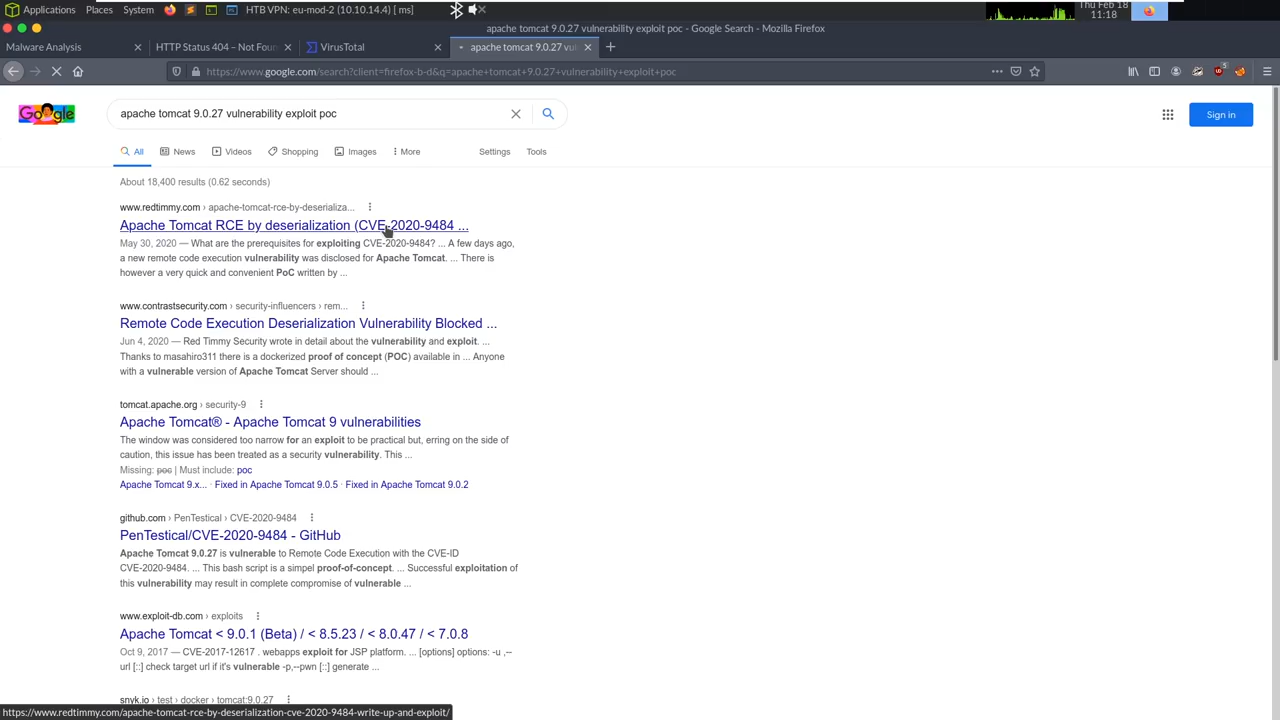 Applications Places System HTB VPN: eu-mod-2 (10.10.14.4) [ms] Thu Feb 18
11:18
apache tomcat 9.0.27 vulnerability exploit poc - Google Search - Mozilla Firefox
Malware Analysis HTTP Status 404 – Not Foun VirusTotal apache tomcat 9.0.27 vul
https://www.google.com/search?client=firefox-b-d&q=apache+tomcat+9.0.27+vulnerability+exploit+poc
5
Google apache tomcat 9.0.27 vulnerability exploit poc Sign in
All News Videos Shopping Images More Settings Tools
About 18,400 results (0.62 seconds)
www.redtimmy.com › apache-tomcat-rce-by-deserializa...
Apache Tomcat RCE by deserialization (CVE-2020-9484 ...
May 30, 2020 — What are the prerequisites for exploiting CVE-2020-9484? ... A few days ago,
a new remote code execution vulnerability was disclosed for Apache Tomcat. ... There is
however a very quick and convenient PoC written by ...
www.contrastsecurity.com › security-influencers › rem...
Remote Code Execution Deserialization Vulnerability Blocked ...
Jun 4, 2020 — Red Timmy Security wrote in detail about the vulnerability and exploit. ...
Thanks to masahiro311 there is a dockerized proof of concept (POC) available in ... Anyone
with a vulnerable version of Apache Tomcat Server should ...
tomcat.apache.org › security-9
Apache Tomcat® - Apache Tomcat 9 vulnerabilities
The window was considered too narrow for an exploit to be practical but, erring on the side of
caution, this issue has been treated as a security vulnerability. This ...
Missing: poc | Must include: poc
Apache Tomcat 9.x... · Fixed in Apache Tomcat 9.0.5 · Fixed in Apache Tomcat 9.0.2
github.com › PenTestical › CVE-2020-9484
PenTestical/CVE-2020-9484 - GitHub
Apache Tomcat 9.0.27 is vulnerable to Remote Code Execution with the CVE-ID
CVE-2020-9484. ... This bash script is a simpel proof-of-concept. ... Successful exploitation of
this vulnerability may result in complete compromise of vulnerable ...
www.exploit-db.com › exploits
Apache Tomcat < 9.0.1 (Beta) / < 8.5.23 / < 8.0.47 / < 7.0.8
Oct 9, 2017 — CVE-2017-12617 . webapps exploit for JSP platform. ... [options] options: -u ,--
url [::] check target url if it's vulnerable -p,--pwn [::] generate ...
snyk.io › test › docker › tomcat:9.0.27
https://www.redtimmy.com/apache-tomcat-rce-by-deserialization-cve-2020-9484-write-up-and-exploit/